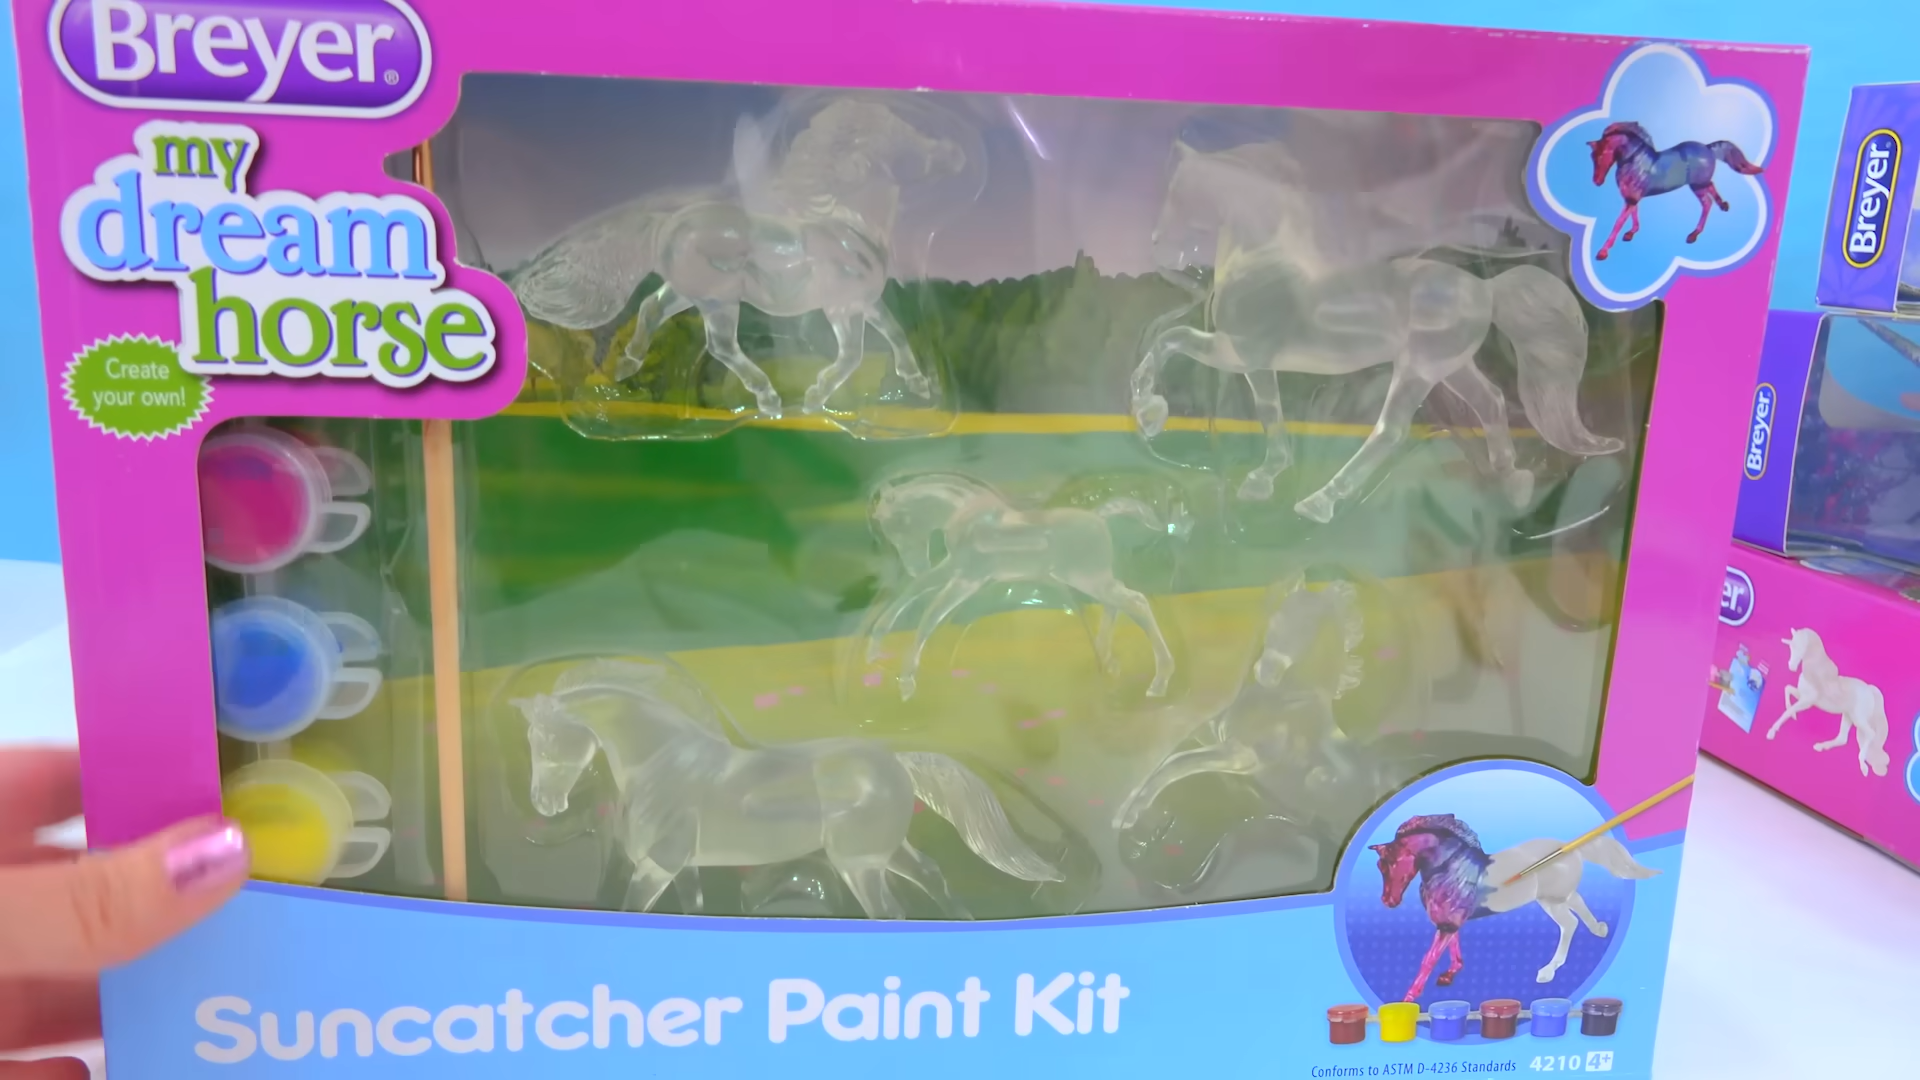 Breyer®
my
dream
horse
Create
your own!
Suncatcher Paint Kit
Conforms to ASTM D-4236 Standards 4210 4+
Breyer
Breyer
er